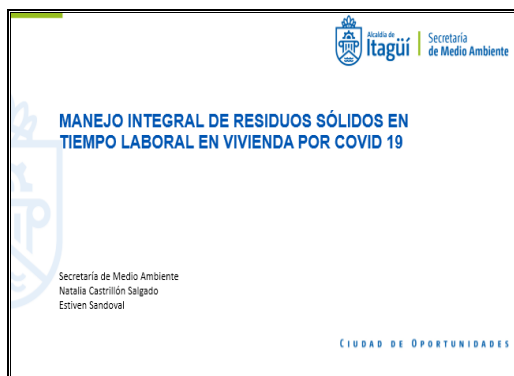 Alcaldía de
Itagüí
Secretaría
de Medio Ambiente
MANEJO INTEGRAL DE RESIDUOS SÓLIDOS EN
TIEMPO LABORAL EN VIVIENDA POR COVID 19
Secretaría de Medio Ambiente
Natalia Castrillón Salgado
Estiven Sandoval
CIUDAD DE OPORTUNIDADES